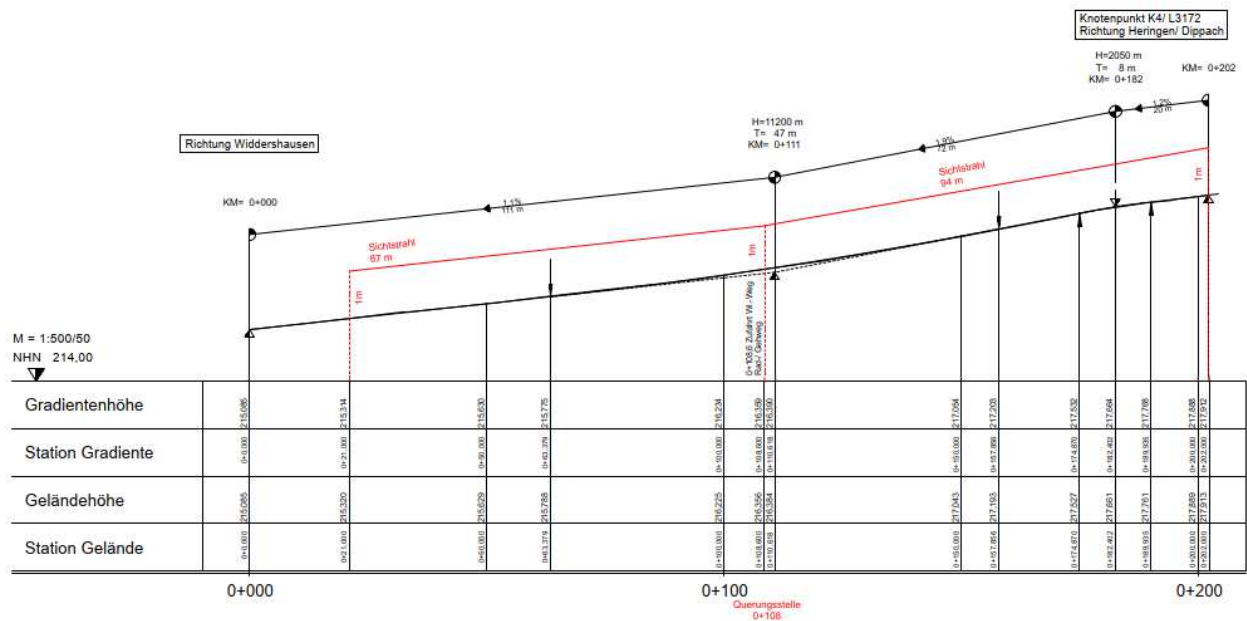 Knotenpunkt K4/ L3172
Richtung Heringen/ Dippach
H=2050 m
T= 8 m
KM= 0+182
KM= 0+202
1,2%
20 m
H=11200 m
T= 47 m
KM= 0+111
1,9%
72 m
Richtung Widdershausen
Sichtstrahl
94 m
1m
KM= 0+000
1,1%
111 m
Sichtstrahl
87 m
1m
1m
0+108,6 Zufahrt W.-Weg
Rad-/ Gehweg
M = 1:500/50
NHN 214,00
Gradientenhöhe
215,085 215,314 215,630 215,775 216,234 216,359 216,390 217,054 217,203 217,532 217,664 217,768 217,888 217,912
Station Gradiente
0+0,000 0+21,000 0+50,000 0+63,379 0+100,000 0+108,600 0+110,618 0+150,000 0+157,856 0+174,870 0+182,402 0+189,935 0+200,000 0+202,000
Geländehöhe
215,085 215,320 215,629 215,788 216,225 216,356 216,384 217,043 217,193 217,527 217,661 217,761 217,889 217,913
Station Gelände
0+0,000 0+21,000 0+50,000 0+63,379 0+100,000 0+108,600 0+110,618 0+150,000 0+157,856 0+174,870 0+182,402 0+189,935 0+200,000 0+202,000
0+000 0+100 0+200
Querungsstelle
0+108